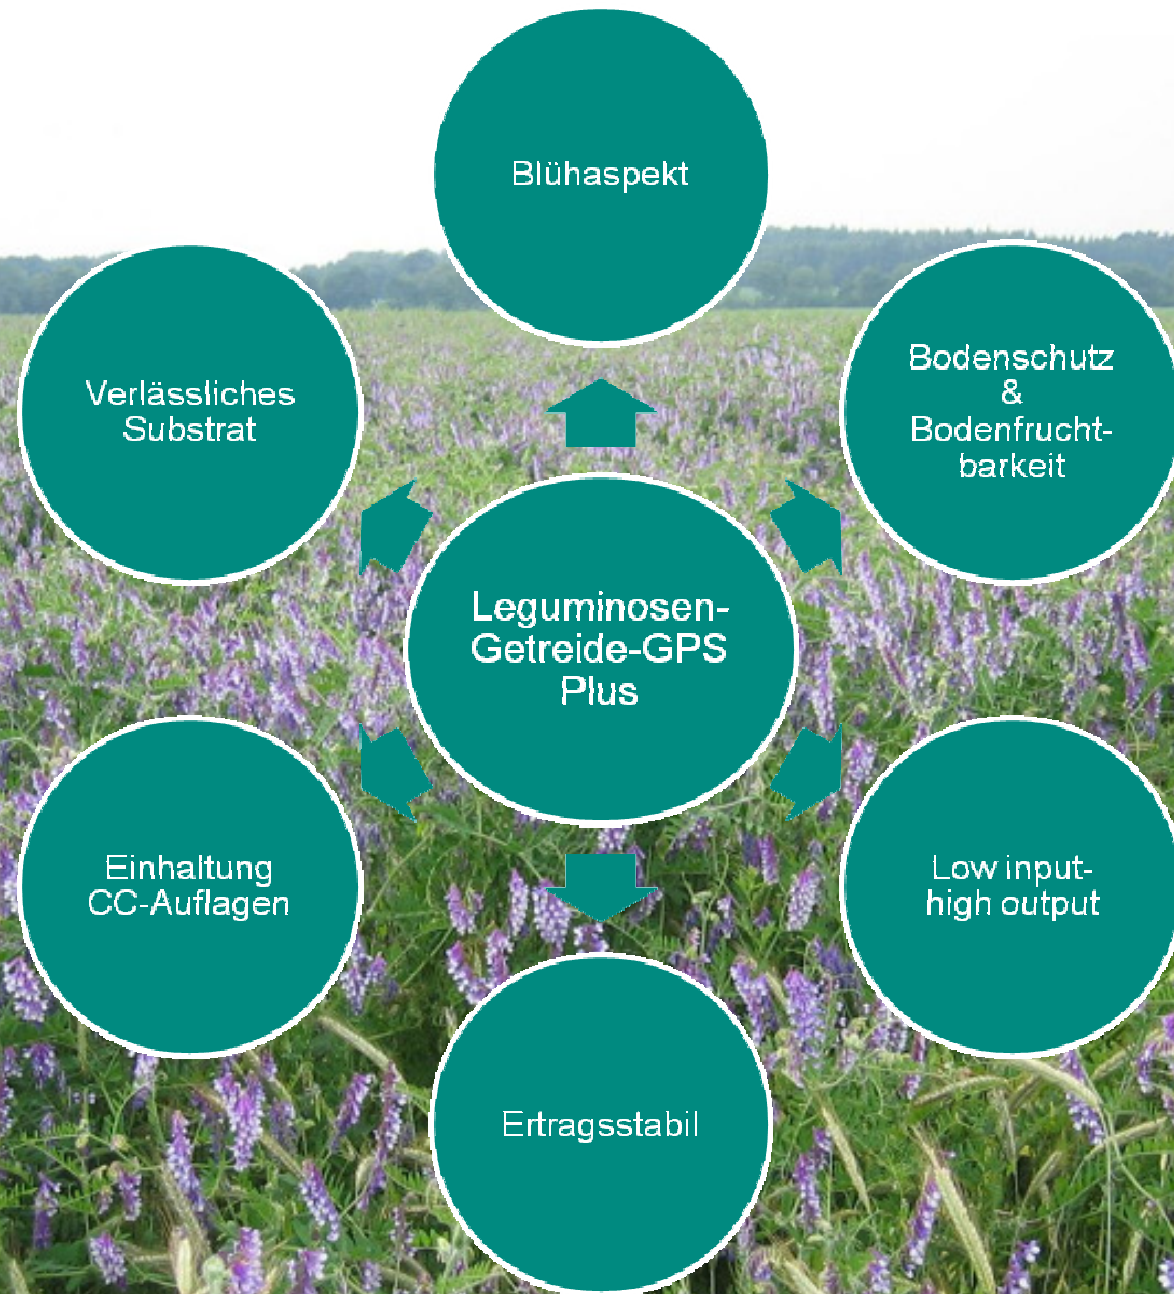 Blühaspekt
Verlässliches
Substrat
Bodenschutz
&
Bodenfrucht-
barkeit
Leguminosen-
Getreide-GPS
Plus
Einhaltung
CC-Auflagen
Low input-
high output
Ertragsstabil